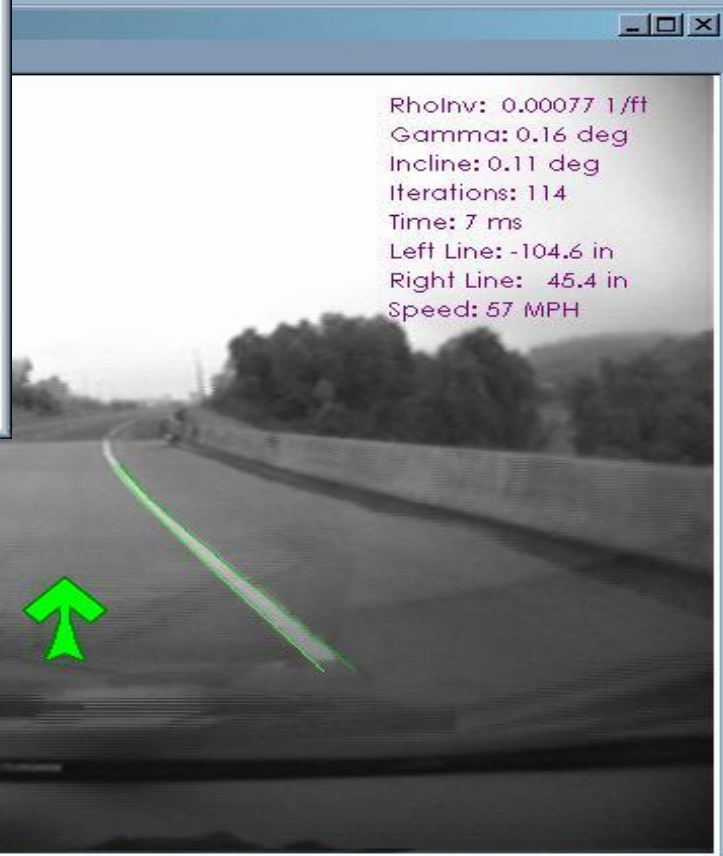 RhoInv: 0.00077 1/ft
Gamma: 0.16 deg
Incline: 0.11 deg
Iterations: 114
Time: 7 ms
Left Line: -104.6 in
Right Line: 45.4 in
Speed: 57 MPH